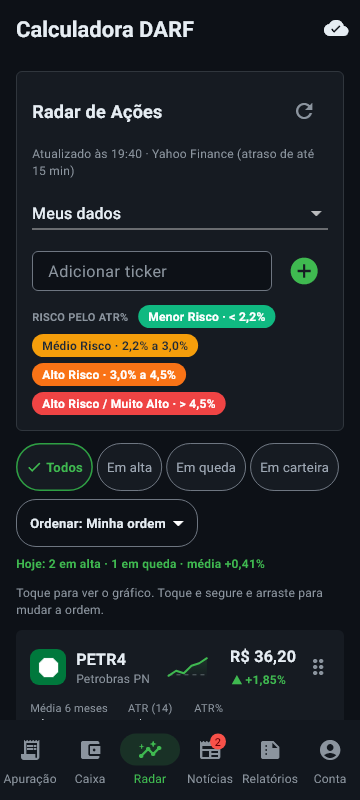 Calculadora DARF
Radar de Ações
Atualizado às 19:40 · Yahoo Finance (atraso de até
15 min)
Meus dados
Adicionar ticker
RISCO PELO ATR%
Menor Risco · < 2,2%
Médio Risco · 2,2% a 3,0%
Alto Risco · 3,0% a 4,5%
Alto Risco / Muito Alto · > 4,5%
Todos
Em alta
Em queda
Em carteira
Ordenar: Minha ordem
Hoje: 2 em alta · 1 em queda · média +0,41%
Toque para ver o gráfico. Toque e segure e arraste para
mudar a ordem.
PETR4
Petrobras PN
R$ 36,20
▲ +1,85%
Média 6 meses
ATR (14)
ATR%
2
Apuração
Caixa
Radar
Notícias
Relatórios
Conta